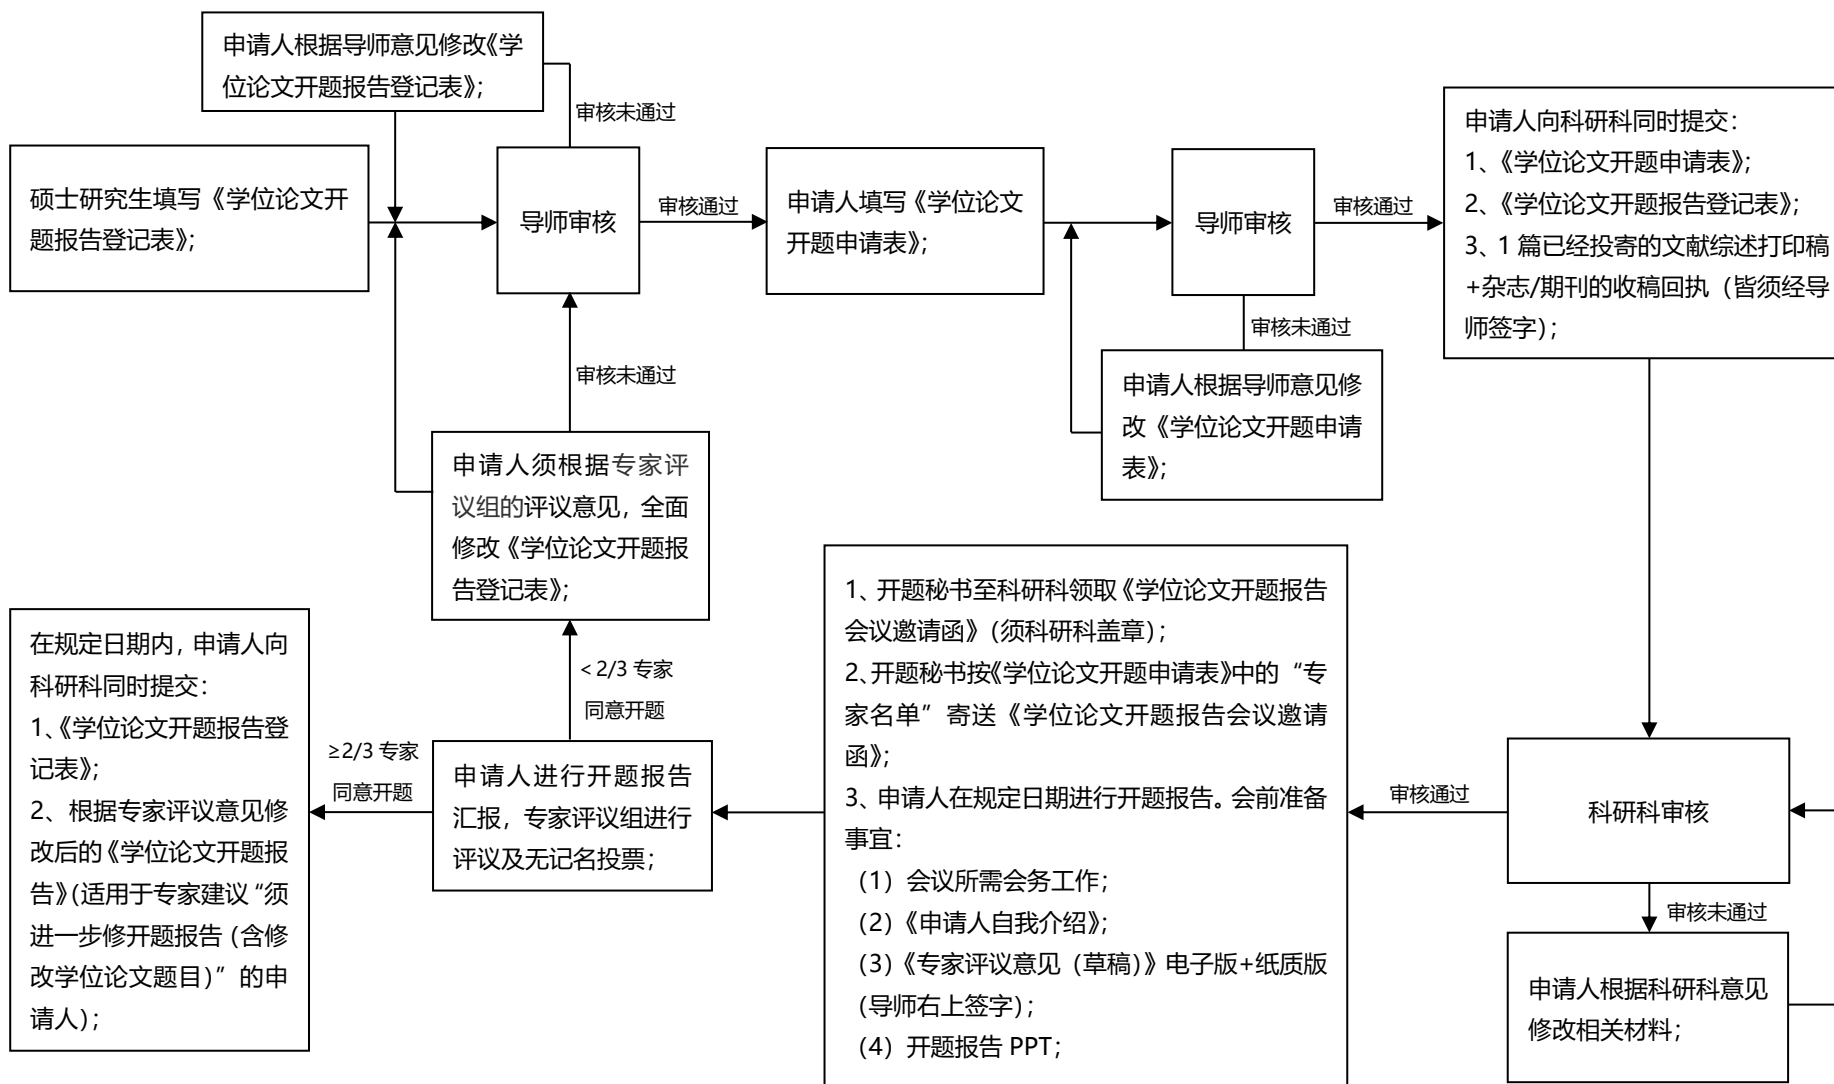 申请人根据导师意见修改《学
位论文开题报告登记表》；
审核未通过
硕士研究生填写《学位论文开
题报告登记表》；
导师审核
审核通过
申请人填写《学位论文
开题申请表》；
导师审核
审核通过
申请人向科研科同时提交：
1、《学位论文开题申请表》；
2、《学位论文开题报告登记表》；
3、1 篇已经投寄的文献综述打印稿
+杂志/期刊的收稿回执（皆须经导
师签字）；
审核未通过
申请人根据导师意见修
改《学位论文开题申请
表》；
审核未通过
申请人须根据专家评
议组的评议意见，全面
修改《学位论文开题报
告登记表》；
< 2/3 专家
同意开题
在规定日期内，申请人向
科研科同时提交：
1、《学位论文开题报告登
记表》；
2、根据专家评议意见修
改后的《学位论文开题报
告》（适用于专家建议“须
进一步修开题报告（含修
改学位论文题目）”的申
请人）；
≥2/3 专家
同意开题
申请人进行开题报告
汇报，专家评议组进行
评议及无记名投票；
1、开题秘书至科研科领取《学位论文开题报告
会议邀请函》（须科研科盖章）；
2、开题秘书按《学位论文开题申请表》中的“专
家名单”寄送《学位论文开题报告会议邀请
函》；
3、申请人在规定日期进行开题报告。会前准备
事宜：
（1）会议所需会务工作；
（2）《申请人自我介绍》；
（3）《专家评议意见（草稿）》电子版+纸质版
（导师右上签字）；
（4）开题报告 PPT；
审核通过
科研科审核
审核未通过
申请人根据科研科意见
修改相关材料；